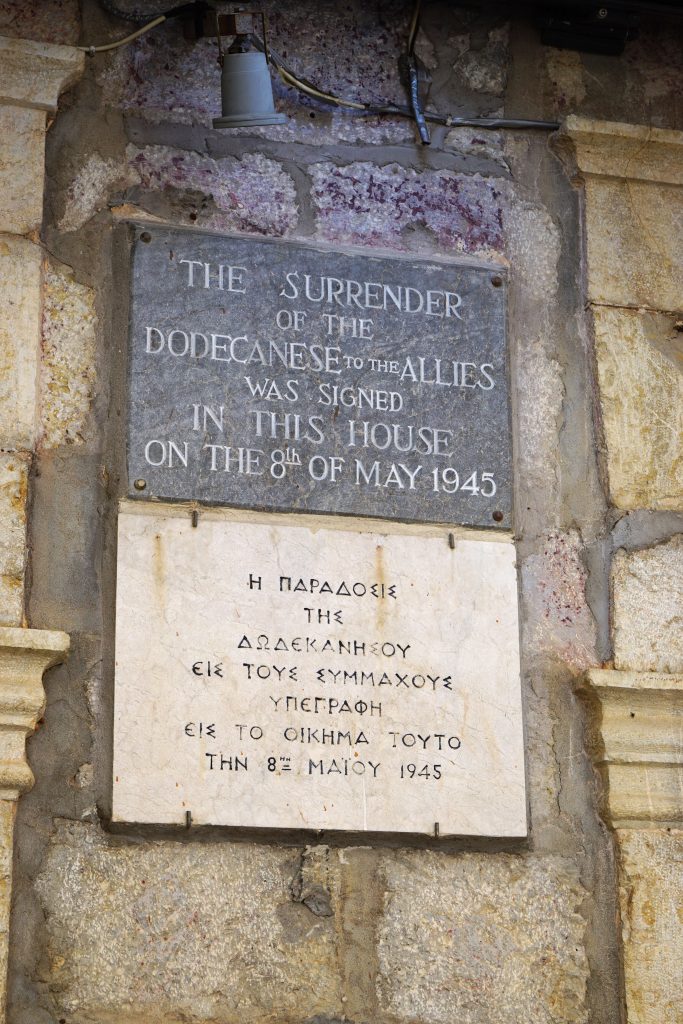 THE SURRENDER
OF THE
DODECANESE TO THE ALLIES
WAS SIGNED
IN THIS HOUSE
ON THE 8th OF MAY 1945
Η ΠΑΡΑΔΟΣΙΣ
ΤΗΣ
ΔΩΔΕΚΑΝΗΣΟΥ
ΕΙΣ ΤΟΥΣ ΣΥΜΜΑΧΟΥΣ
ΥΠΕΓΡΑΦΗ
ΕΙΣ ΤΟ ΟΙΚΗΜΑ ΤΟΥΤΟ
ΤΗΝ 8ΗΝ ΜΑΪΟΥ 1945